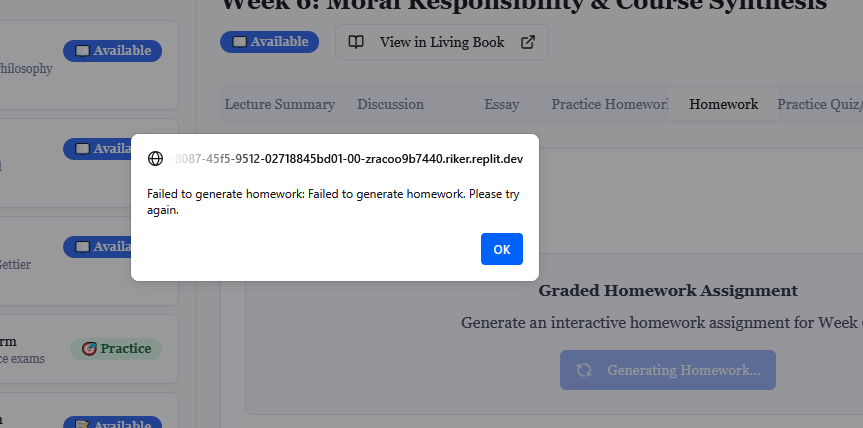 Week 6: Moral Responsibility & Course Synthesis
Available
View in Living Book
Available
Philosophy
Lecture Summary
Discussion
Essay
Practice Homework
Homework
Practice Quiz/
-8087-45f5-9512-02718845bd01-00-zracoo9b7440.riker.replit.dev
Failed to generate homework: Failed to generate homework. Please try
again.
OK
Availa
Availa
Gettier
Graded Homework Assignment
Generate an interactive homework assignment for Week
Generating Homework...
rm
Practice
ce exams
Available